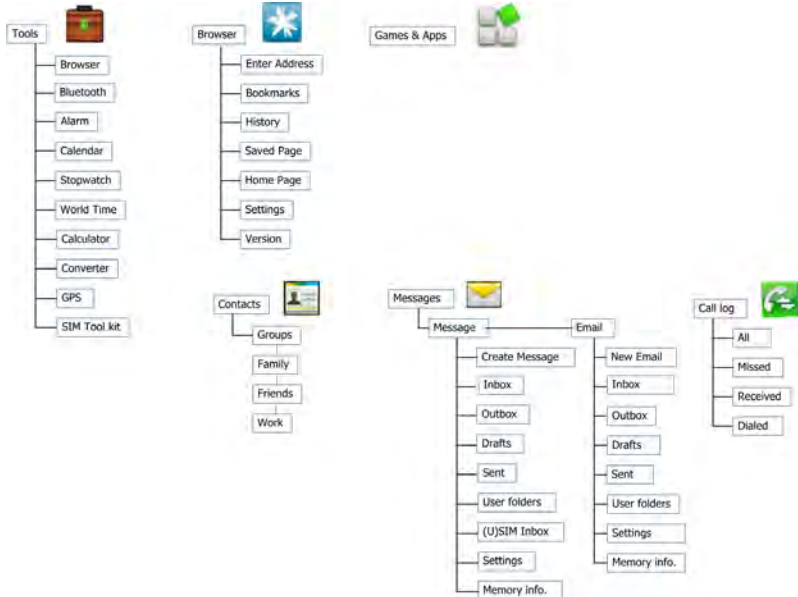 Tools
Browser
Bluetooth
Alarm
Calendar
Stopwatch
World Time
Calculator
Converter
GPS
SIM Tool kit
Browser
Enter Address
Bookmarks
History
Saved Page
Home Page
Settings
Version
Games & Apps
Contacts
Groups
Family
Friends
Work
Messages
Message
Create Message
Inbox
Outbox
Drafts
Sent
User folders
(U)SIM Inbox
Settings
Memory info.
Email
New Email
Inbox
Outbox
Drafts
Sent
User folders
Settings
Memory info.
Call log
All
Missed
Received
Dialed